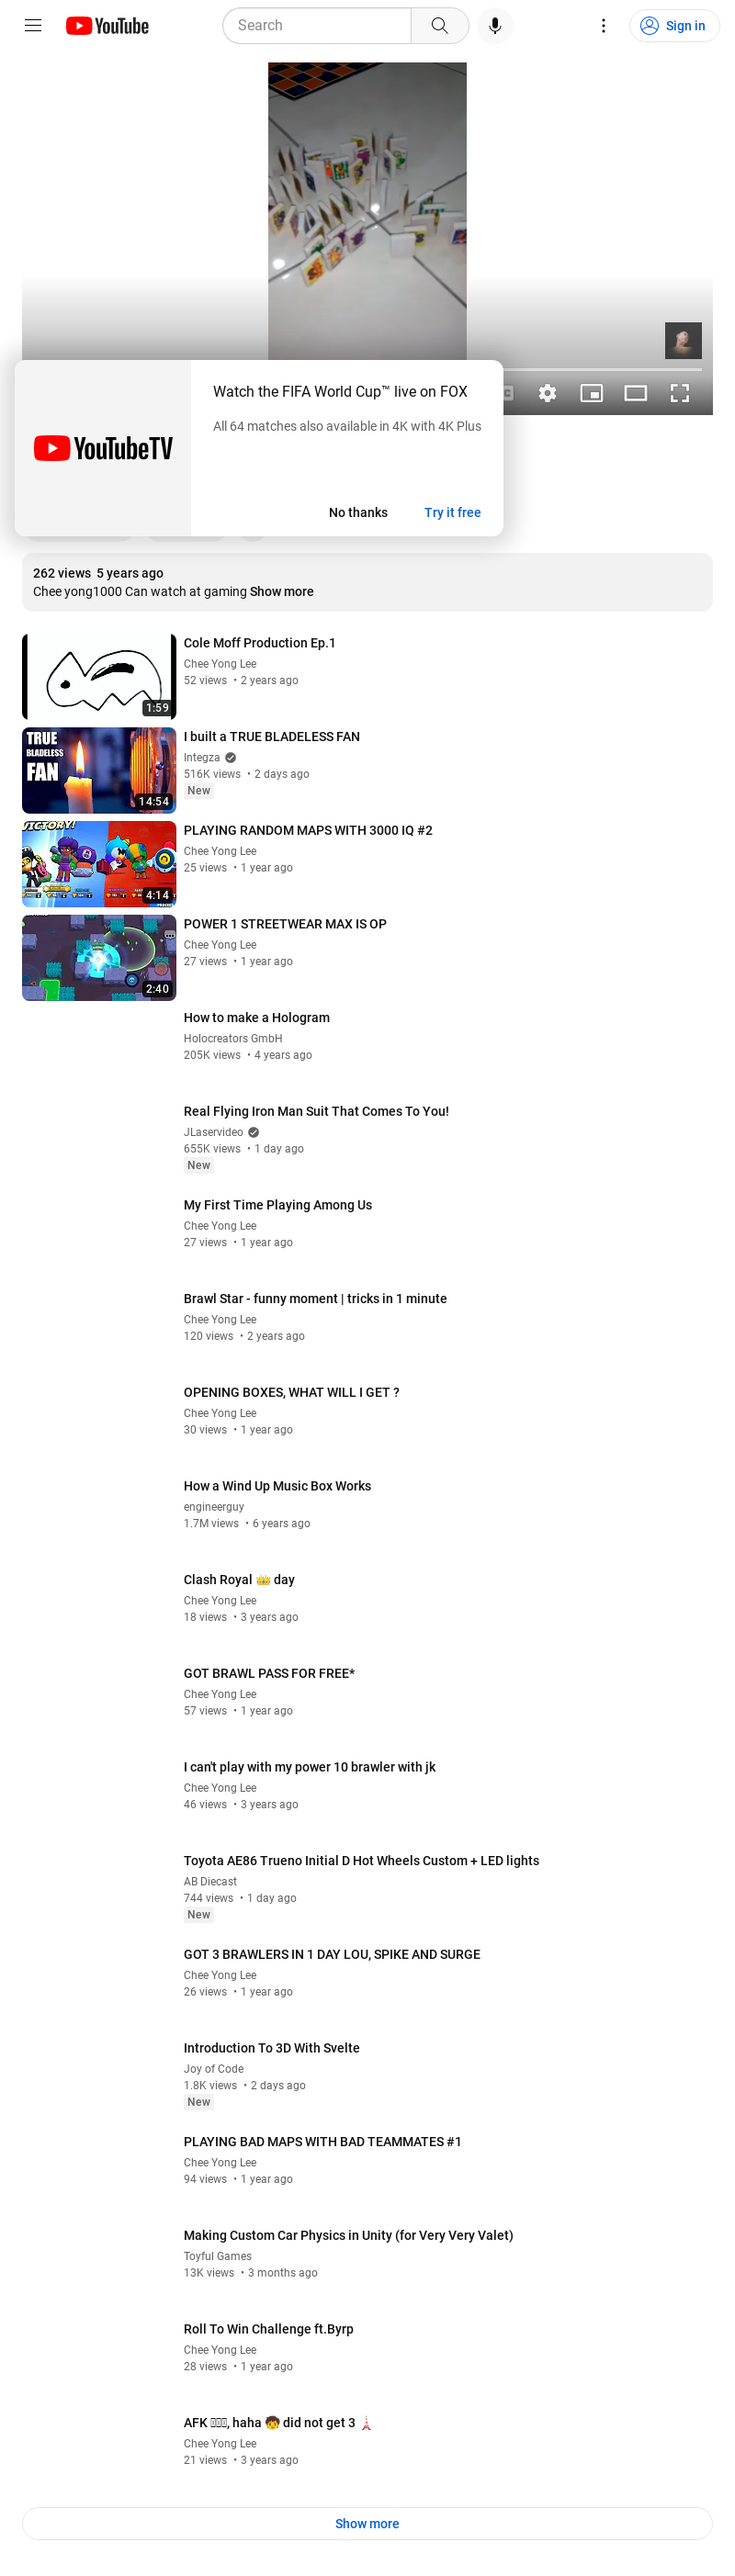 YouTube
Search
Sign in
Watch the FIFA World Cup™ live on FOX
All 64 matches also available in 4K with 4K Plus
YouTubeTV
No thanks
Try it free
262 views 5 years ago
Chee yong1000 Can watch at gaming Show more
Cole Moff Production Ep.1
Chee Yong Lee
52 views • 2 years ago
1:59
TRUE
BLADELESS
FAN
14:54
I built a TRUE BLADELESS FAN
Integza
516K views • 2 days ago
New
VICTORY!
4:14
PLAYING RANDOM MAPS WITH 3000 IQ #2
Chee Yong Lee
25 views • 1 year ago
2:40
POWER 1 STREETWEAR MAX IS OP
Chee Yong Lee
27 views • 1 year ago
How to make a Hologram
Holocreators GmbH
205K views • 4 years ago
Real Flying Iron Man Suit That Comes To You!
JLaservideo
655K views • 1 day ago
New
My First Time Playing Among Us
Chee Yong Lee
27 views • 1 year ago
Brawl Star - funny moment | tricks in 1 minute
Chee Yong Lee
120 views • 2 years ago
OPENING BOXES, WHAT WILL I GET ?
Chee Yong Lee
30 views • 1 year ago
How a Wind Up Music Box Works
engineerguy
1.7M views • 6 years ago
Clash Royal 👑 day
Chee Yong Lee
18 views • 3 years ago
GOT BRAWL PASS FOR FREE*
Chee Yong Lee
57 views • 1 year ago
I can't play with my power 10 brawler with jk
Chee Yong Lee
46 views • 3 years ago
Toyota AE86 Trueno Initial D Hot Wheels Custom + LED lights
AB Diecast
744 views • 1 day ago
New
GOT 3 BRAWLERS IN 1 DAY LOU, SPIKE AND SURGE
Chee Yong Lee
26 views • 1 year ago
Introduction To 3D With Svelte
Joy of Code
1.8K views • 2 days ago
New
PLAYING BAD MAPS WITH BAD TEAMMATES #1
Chee Yong Lee
94 views • 1 year ago
Making Custom Car Physics in Unity (for Very Very Valet)
Toyful Games
13K views • 3 months ago
Roll To Win Challenge ft.Byrp
Chee Yong Lee
28 views • 1 year ago
AFK , haha 🧒 did not get 3 🗼
Chee Yong Lee
21 views • 3 years ago
Show more